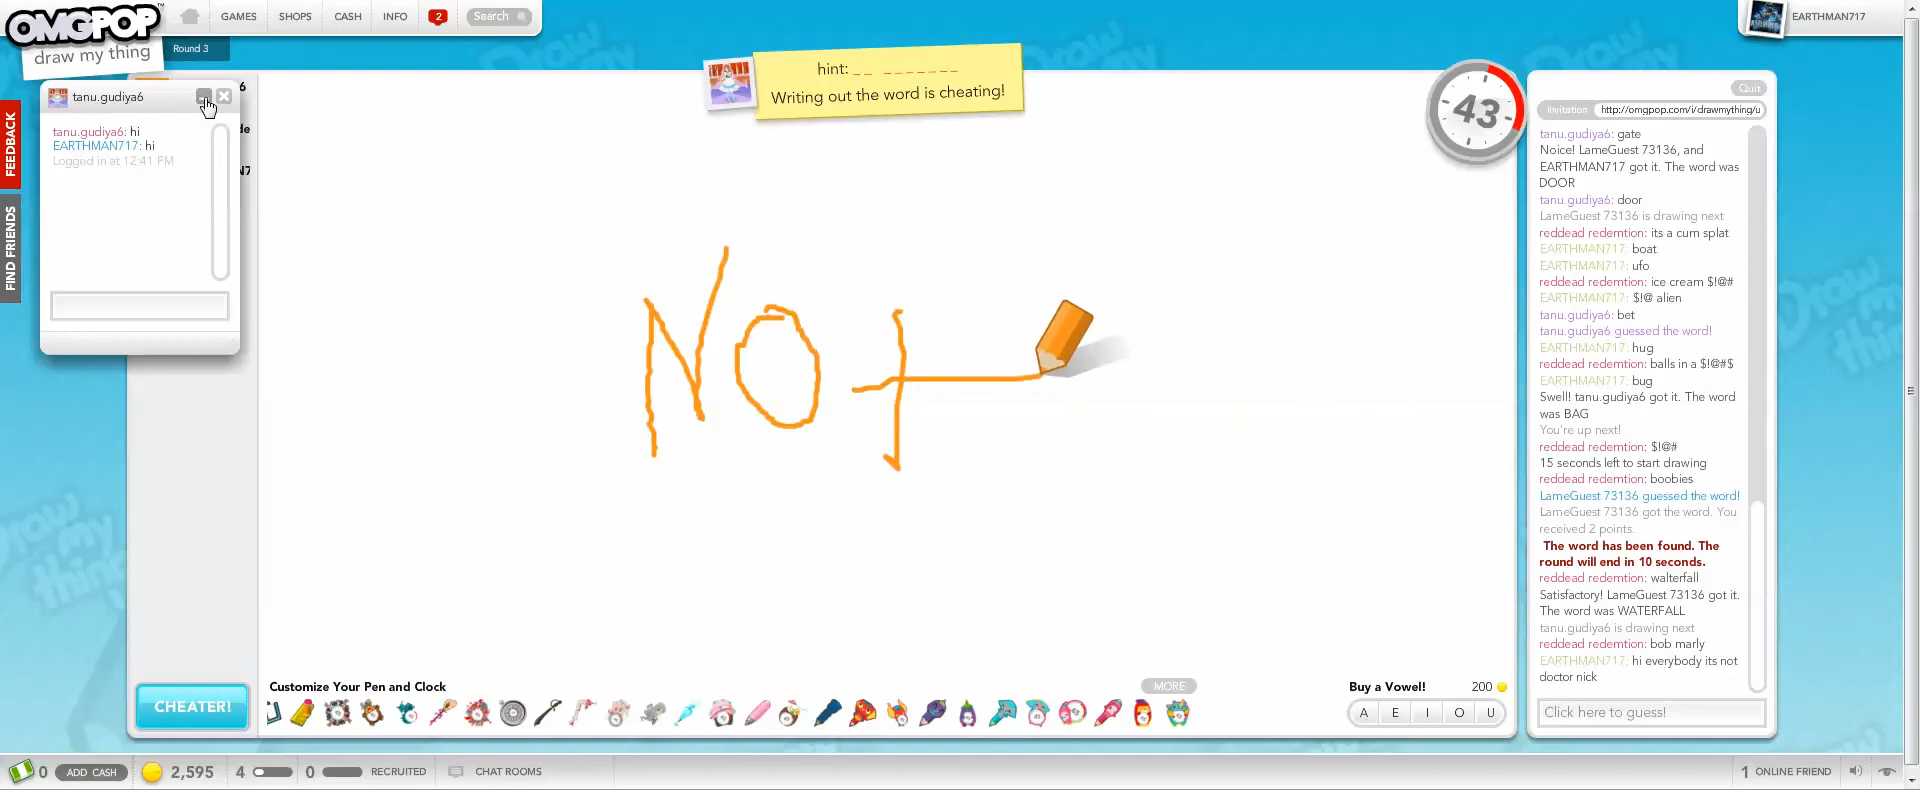 OMGPOP™
draw my thing
GAMES
SHOPS
CASH
INFO
2
Search
EARTHMAN717
Round 3
hint: _ _  _ _ _ _ _ _ _
Writing out the word is cheating!
43
FEEDBACK
FIND FRIENDS
tanu.gudiya6
6
de
N7
tanu.gudiya6: hi
EARTHMAN717: hi
Logged in at 12:41 PM
NOT
Quit
Invitation http://omgpop.com/i/drawmything/u
tanu.gudiya6: gate
Noice! LameGuest 73136, and
EARTHMAN717 got it. The word was
DOOR
tanu.gudiya6: door
LameGuest 73136 is drawing next
reddead redemtion: its a cum splat
EARTHMAN717: boat
EARTHMAN717: ufo
reddead redemtion: ice cream $!@#
EARTHMAN717: $!@ alien
tanu.gudiya6: bet
tanu.gudiya6 guessed the word!
EARTHMAN717: hug
reddead redemtion: balls in a $!@#$
EARTHMAN717: bug
Swell! tanu.gudiya6 got it. The word
was BAG
You're up next!
reddead redemtion: $!@#
15 seconds left to start drawing
reddead redemtion: boobies
LameGuest 73136 guessed the word!
LameGuest 73136 got the word. You
received 2 points.
The word has been found. The
round will end in 10 seconds.
reddead redemtion: walterfall
Satisfactory! LameGuest 73136 got it.
The word was WATERFALL
tanu.gudiya6 is drawing next
reddead redemtion: bob marly
EARTHMAN717: hi everybody its not
doctor nick
Click here to guess!
CHEATER!
Customize Your Pen and Clock
MORE
Buy a Vowel!
200
A E I O U
0
ADD CASH
2,595
4
0
RECRUITED
CHAT ROOMS
1 ONLINE FRIEND